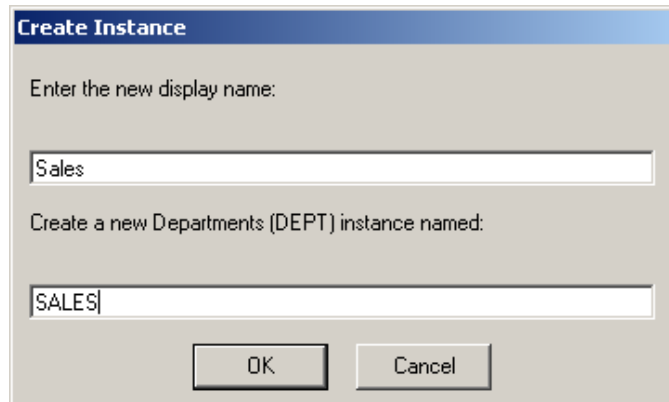 Create Instance
Enter the new display name:
Sales
Create a new Departments (DEPT) instance named:
SALES
OK Cancel